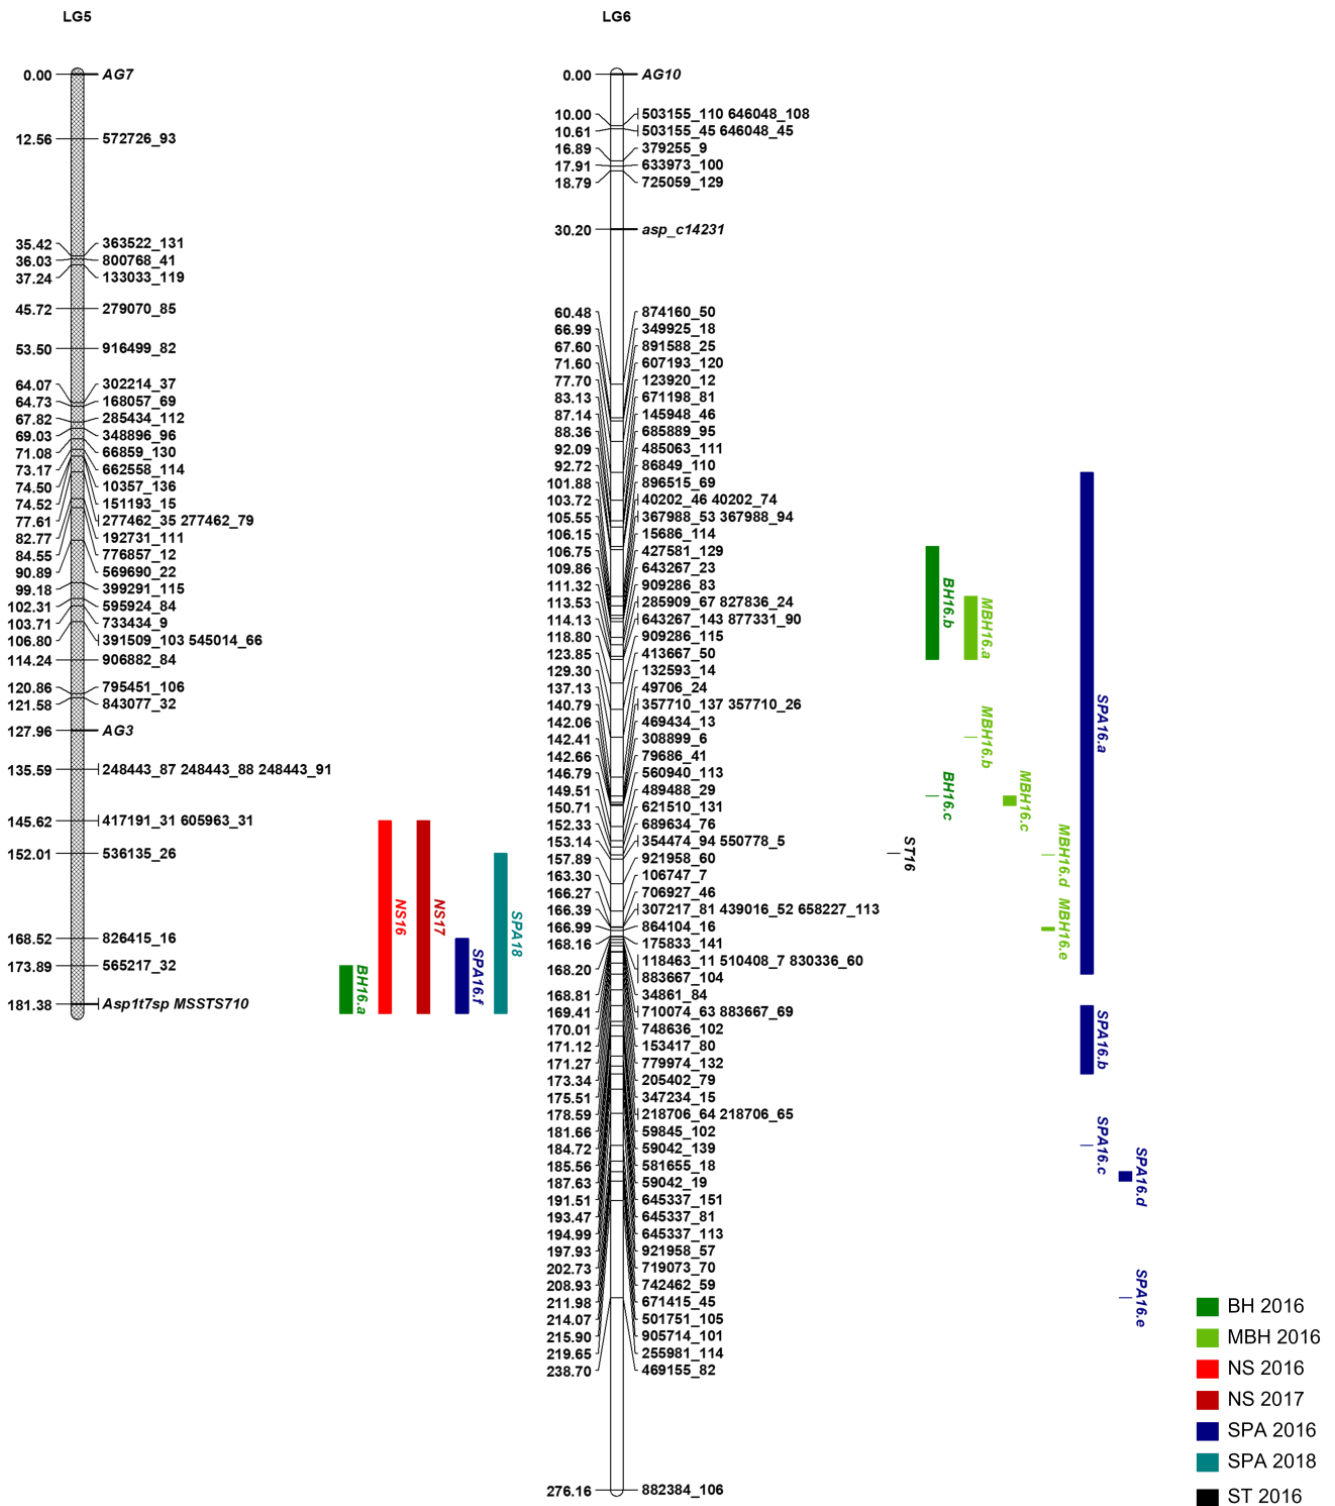 LG5
0.00 AG7
12.56 572726_93
35.42 363522_131
36.03 800768_41
37.24 133033_119
45.72 279070_85
53.50 916499_82
64.07 302214_37
64.73 168057_69
67.82 285434_112
69.03 348896_96
71.08 66859_130
73.17 662558_114
74.50 10357_136
74.52 151193_15
77.61 277462_35 277462_79
82.77 192731_111
84.55 776857_12
90.89 569690_22
99.18 399291_115
102.31 595924_84
103.71 733434_9
106.80 391509_103 545014_66
114.24 906882_84
120.86 795451_106
121.58 843077_32
127.96 AG3
135.59 248443_87 248443_88 248443_91
145.62 417191_31 605963_31
152.01 536135_26
168.52 826415_16
173.89 565217_32
181.38 Asp1t7sp MSSTS710
BH16.a
NS16
NS17
SPA16.f
SPA18
LG6
0.00 AG10
10.00 503155_110 646048_108
10.61 503155_45 646048_45
16.89 379255_9
17.91 633973_100
18.79 725059_129
30.20 asp_c14231
60.48 874160_50
66.99 349925_18
67.60 891588_25
71.60 607193_120
77.70 123920_12
83.13 671198_81
87.14 145948_46
88.36 685889_95
92.09 485063_111
92.72 86849_110
101.88 896515_69
103.72 40202_46 40202_74
105.55 367988_53 367988_94
106.15 15686_114
106.75 427581_129
109.86 643267_23
111.32 909286_83
113.53 285909_67 827836_24
114.13 643267_143 877331_90
118.80 909286_115
123.85 413667_50
129.30 132593_14
137.13 49706_24
140.79 357710_137 357710_26
142.06 469434_13
142.41 308899_6
142.66 79686_41
146.79 560940_113
149.51 489488_29
150.71 621510_131
152.33 689634_76
153.14 354474_94 550778_5
157.89 921958_60
163.30 106747_7
166.27 706927_46
166.39 307217_81 439016_52 658227_113
166.99 864104_16
168.16 175833_141
168.20 118463_11 510408_7 830336_60
883667_104
168.81 34861_84
169.41 710074_63 883667_69
170.01 748636_102
171.12 153417_80
171.27 779974_132
173.34 205402_79
175.51 347234_15
178.59 218706_64 218706_65
181.66 59845_102
184.72 59042_139
185.56 581655_18
187.63 59042_19
191.51 645337_151
193.47 645337_81
194.99 645337_113
197.93 921958_57
202.73 719073_70
208.93 742462_59
211.98 671415_45
214.07 501751_105
215.90 905714_101
219.65 255981_114
238.70 469155_82
276.16 882384_106
ST16
BH16.b
BH16.c
MBH16.a
MBH16.b
MBH16.c
MBH16.d
MBH16.e
SPA16.a
SPA16.b
SPA16.c
SPA16.d
SPA16.e
BH 2016
MBH 2016
NS 2016
NS 2017
SPA 2016
SPA 2018
ST 2016